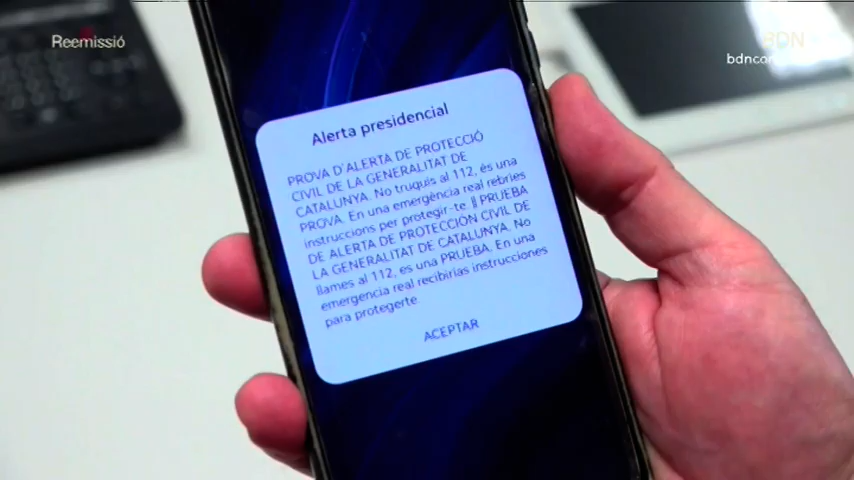 Reemissió
BDN
Alerta presidencial
PROVA D'ALERTA DE PROTECCIÓ
CIVIL DE LA GENERALITAT DE
CATALUNYA. No truquis al 112, és una
PROVA. En una emergència real rebries
instruccions per protegir-te. || PRUEBA
DE ALERTA DE PROTECCIÓN CIVIL DE
LA GENERALITAT DE CATALUNYA. No
llames al 112, es una PRUEBA. En una
emergencia real recibirías instrucciones
para protegerte.
ACEPTAR